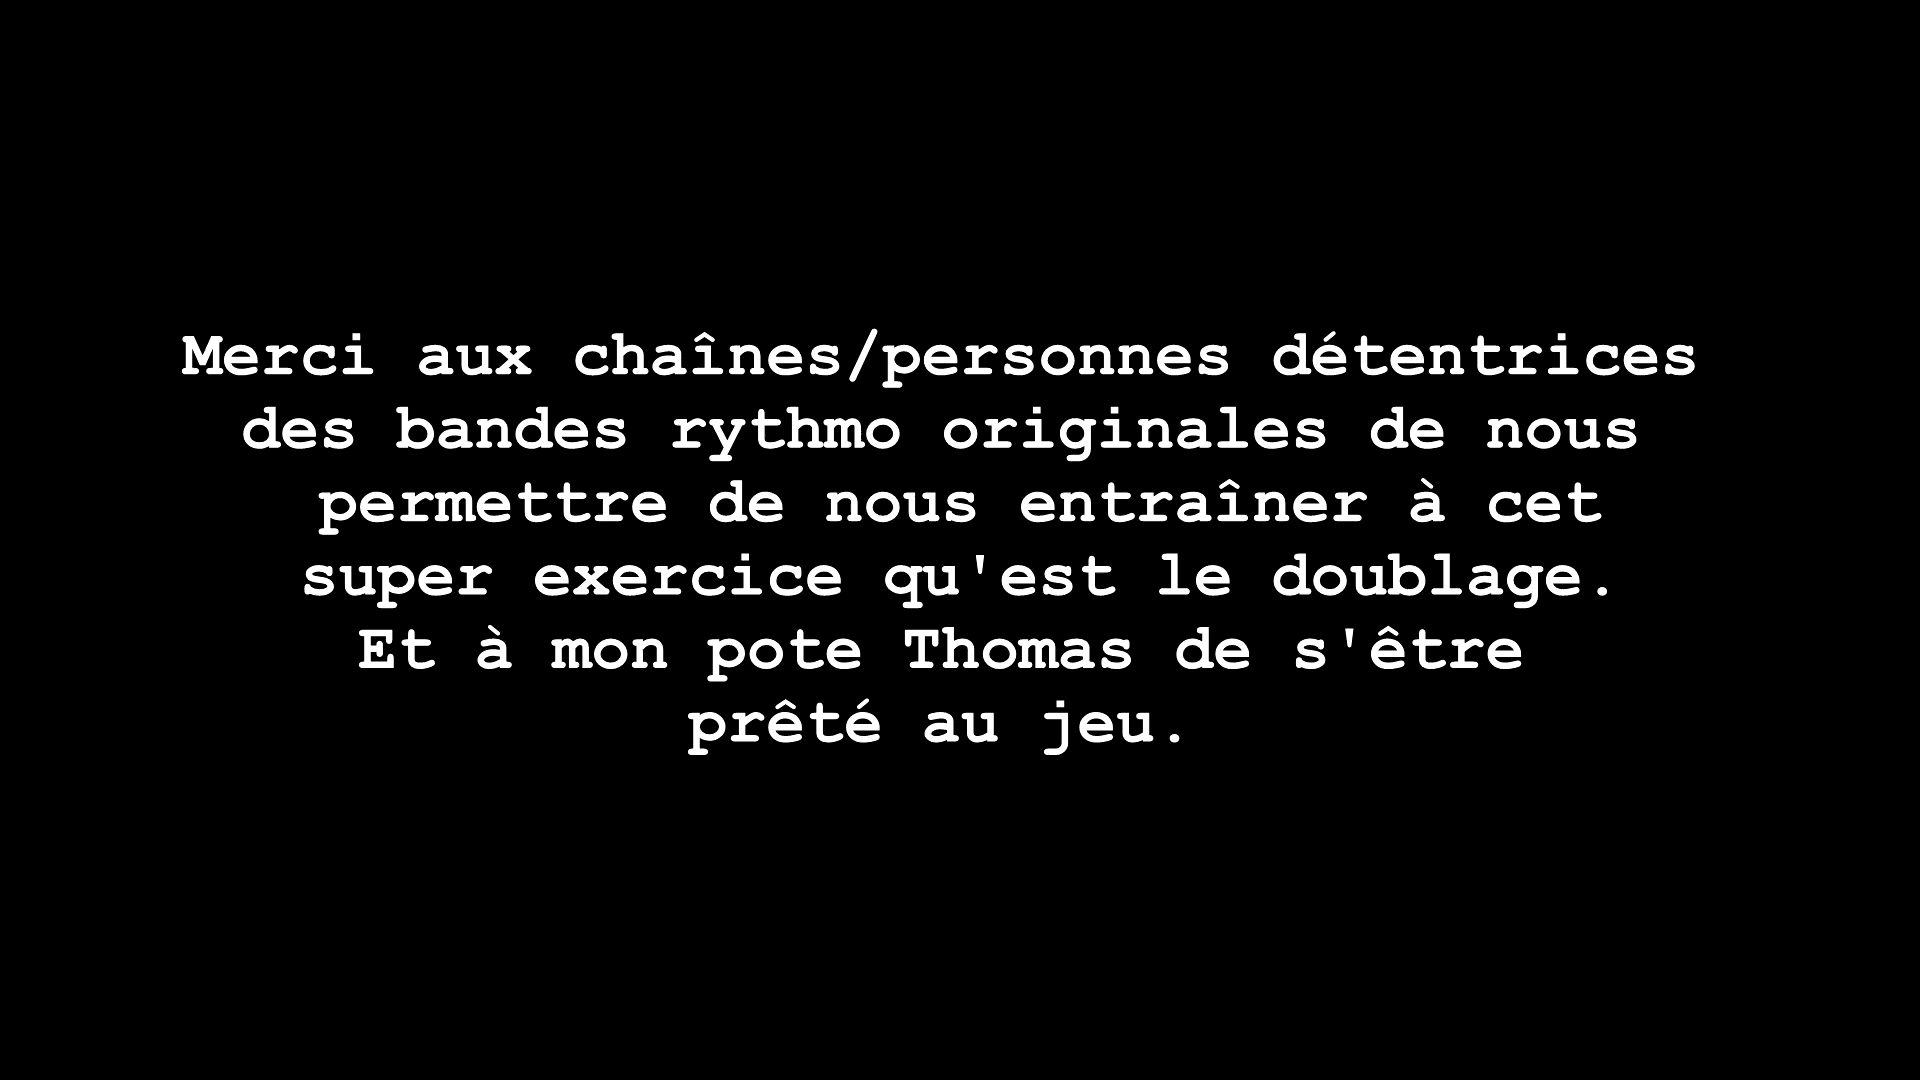 Merci aux chaînes/personnes détentrices
des bandes rythmo originales de nous
permettre de nous entraîner à cet
super exercice qu'est le doublage.
Et à mon pote Thomas de s'être
prêté au jeu.